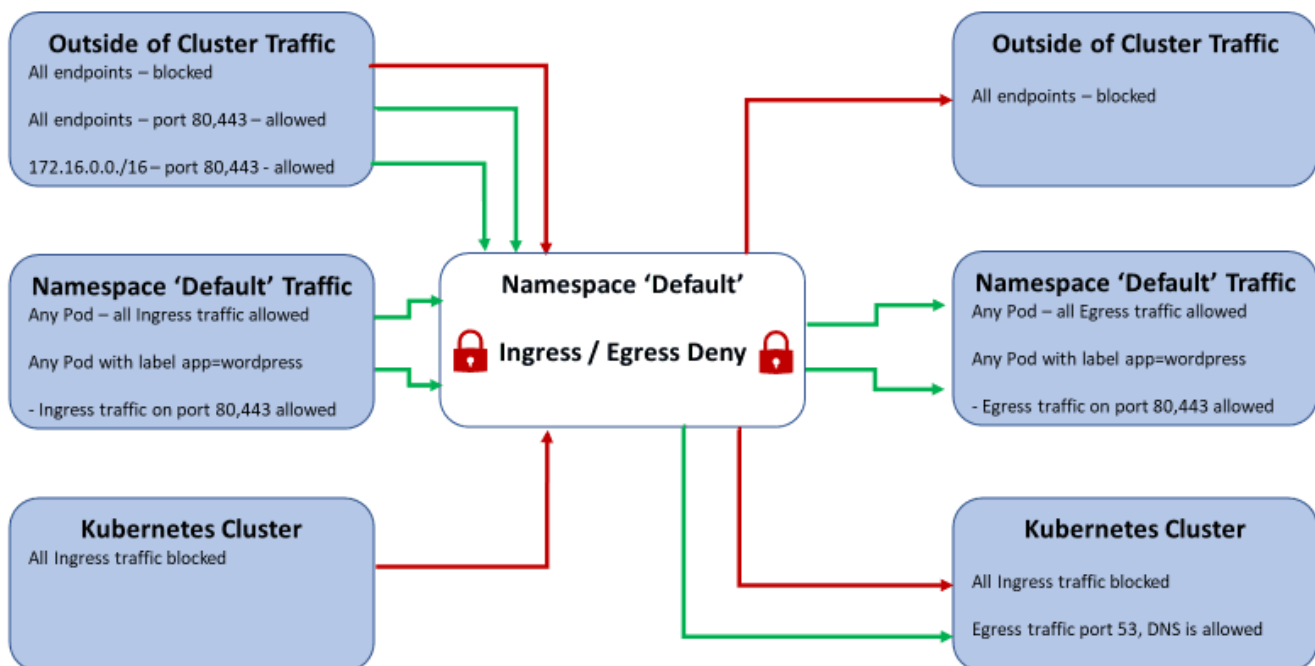 Outside of Cluster Traffic
All endpoints – blocked
All endpoints – port 80,443 – allowed
172.16.0.0./16 – port 80,443 - allowed
Namespace ‘Default’ Traffic
Any Pod – all Ingress traffic allowed
Any Pod with label app=wordpress
- Ingress traffic on port 80,443 allowed
Kubernetes Cluster
All Ingress traffic blocked
Namespace ‘Default’
Ingress / Egress Deny
Outside of Cluster Traffic
All endpoints – blocked
Namespace ‘Default’ Traffic
Any Pod – all Egress traffic allowed
Any Pod with label app=wordpress
- Egress traffic on port 80,443 allowed
Kubernetes Cluster
All Ingress traffic blocked
Egress traffic port 53, DNS is allowed